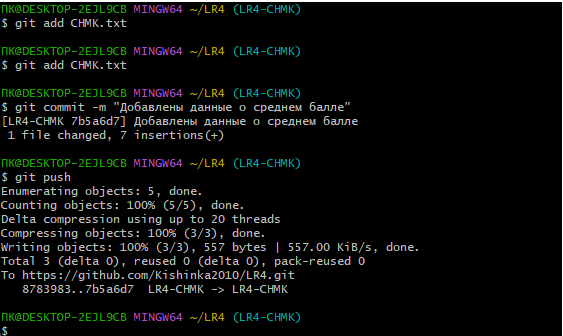 ПК@DESKTOP-2EJL9CB MINGW64 ~/LR4 (LR4-CHMK)
$ git add CHMK.txt
ПК@DESKTOP-2EJL9CB MINGW64 ~/LR4 (LR4-CHMK)
$ git add CHMK.txt
ПК@DESKTOP-2EJL9CB MINGW64 ~/LR4 (LR4-CHMK)
$ git commit -m "Добавлены данные о среднем балле"
[LR4-CHMK 7b5a6d7] Добавлены данные о среднем балле
 1 file changed, 7 insertions(+)
ПК@DESKTOP-2EJL9CB MINGW64 ~/LR4 (LR4-CHMK)
$ git push
Enumerating objects: 5, done.
Counting objects: 100% (5/5), done.
Delta compression using up to 20 threads
Compressing objects: 100% (3/3), done.
Writing objects: 100% (3/3), 557 bytes | 557.00 KiB/s, done.
Total 3 (delta 0), reused 0 (delta 0), pack-reused 0
To https://github.com/Kishinka2010/LR4.git
   8783983..7b5a6d7  LR4-CHMK -> LR4-CHMK
ПК@DESKTOP-2EJL9CB MINGW64 ~/LR4 (LR4-CHMK)
$